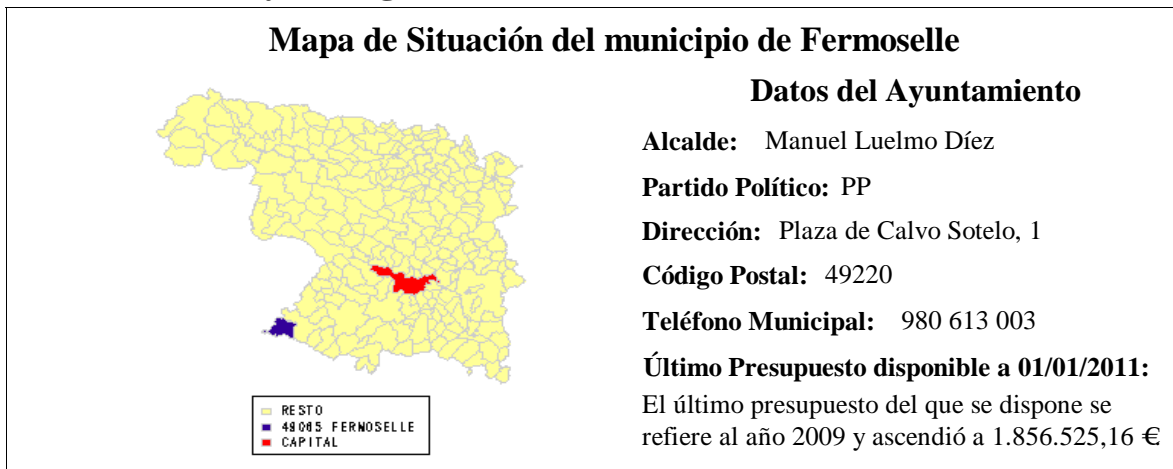 Mapa de Situación del municipio de Fermoselle
Datos del Ayuntamiento
Alcalde: Manuel Luelmo Díez
Partido Político: PP
Dirección: Plaza de Calvo Sotelo, 1
Código Postal: 49220
Teléfono Municipal: 980 613 003
Último Presupuesto disponible a 01/01/2011:
El último presupuesto del que se dispone se
refiere al año 2009 y ascendió a 1.856.525,16 €
RESTO
49065 FERMOSELLE
CAPITAL